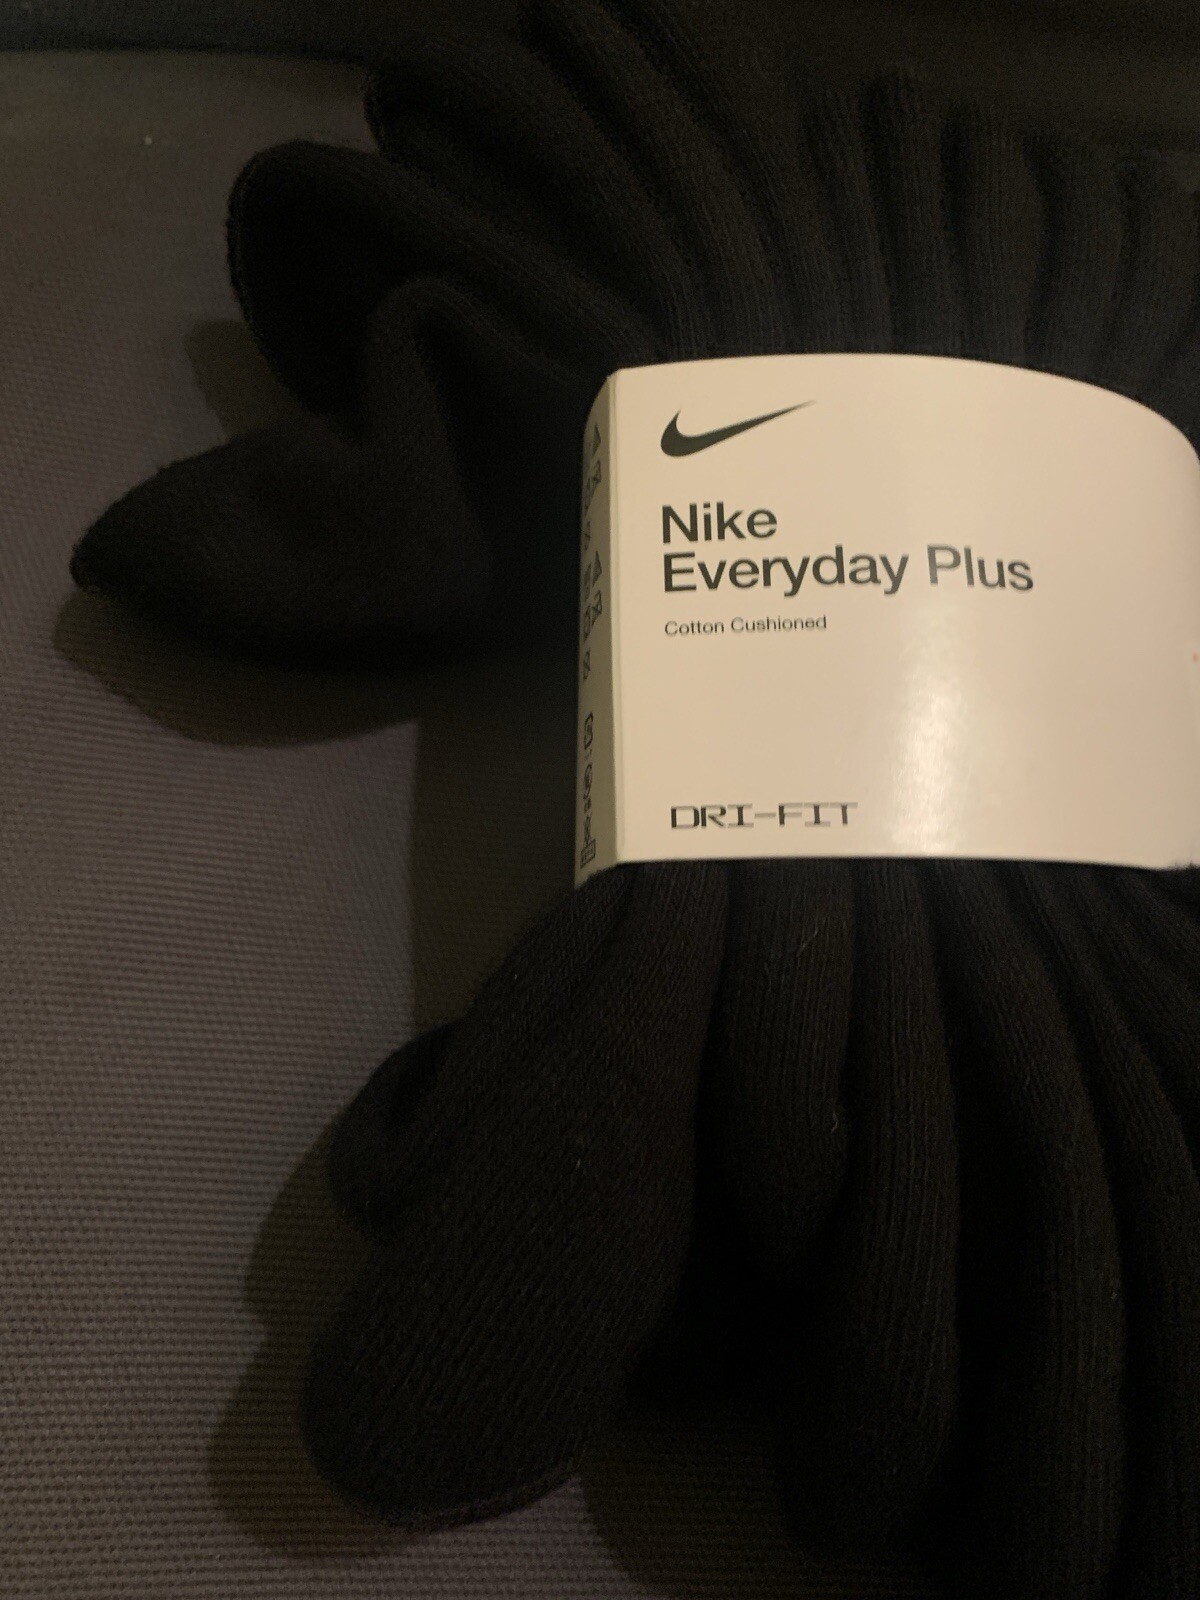 Nike
Everyday Plus
Cotton Cushioned
DRI-FIT